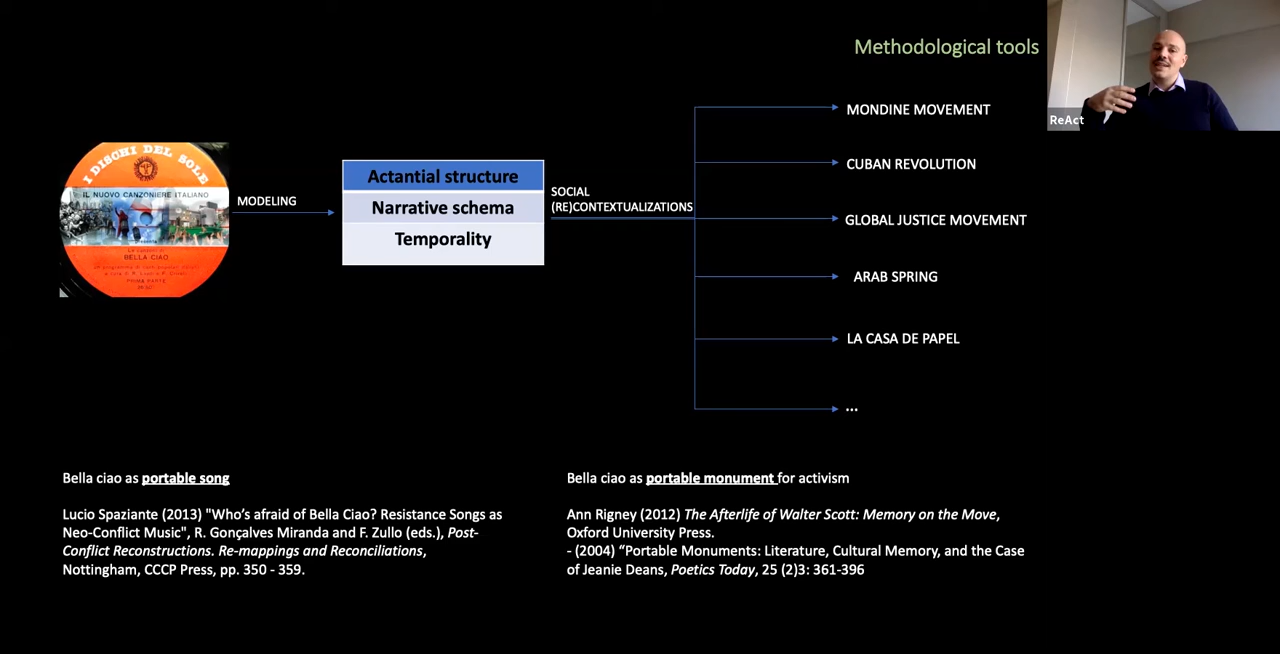 Methodological tools
ReAct
I DISCHI DEL SOLE
IL NUOVO CANZONIERE ITALIANO
BELLA CIAO
PRIMA PARTE
MODELING
Actantial structure
Narrative schema
Temporality
SOCIAL
(RE)CONTEXTUALIZATIONS
MONDINE MOVEMENT
CUBAN REVOLUTION
GLOBAL JUSTICE MOVEMENT
ARAB SPRING
LA CASA DE PAPEL
...
Bella ciao as portable song
Lucio Spaziante (2013) "Who's afraid of Bella Ciao? Resistance Songs as
Neo-Conflict Music", R. Gonçalves Miranda and F. Zullo (eds.), Post-
Conflict Reconstructions. Re-mappings and Reconciliations,
Nottingham, CCCP Press, pp. 350 - 359.
Bella ciao as portable monument for activism
Ann Rigney (2012) The Afterlife of Walter Scott: Memory on the Move,
Oxford University Press.
- (2004) “Portable Monuments: Literature, Cultural Memory, and the Case
of Jeanie Deans, Poetics Today, 25 (2)3: 361-396